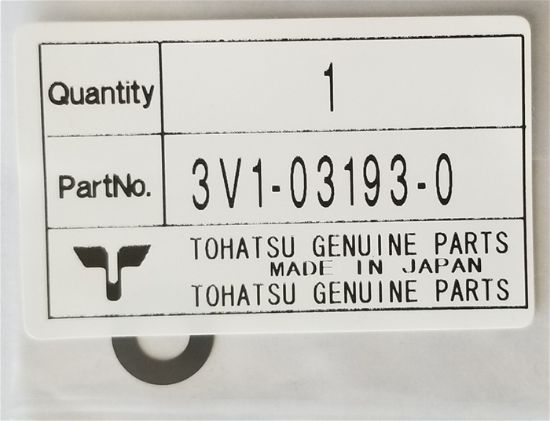 Quantity 1
PartNo. 3V1-03193-0
TOHATSU GENUINE PARTS
MADE IN JAPAN
TOHATSU GENUINE PARTS